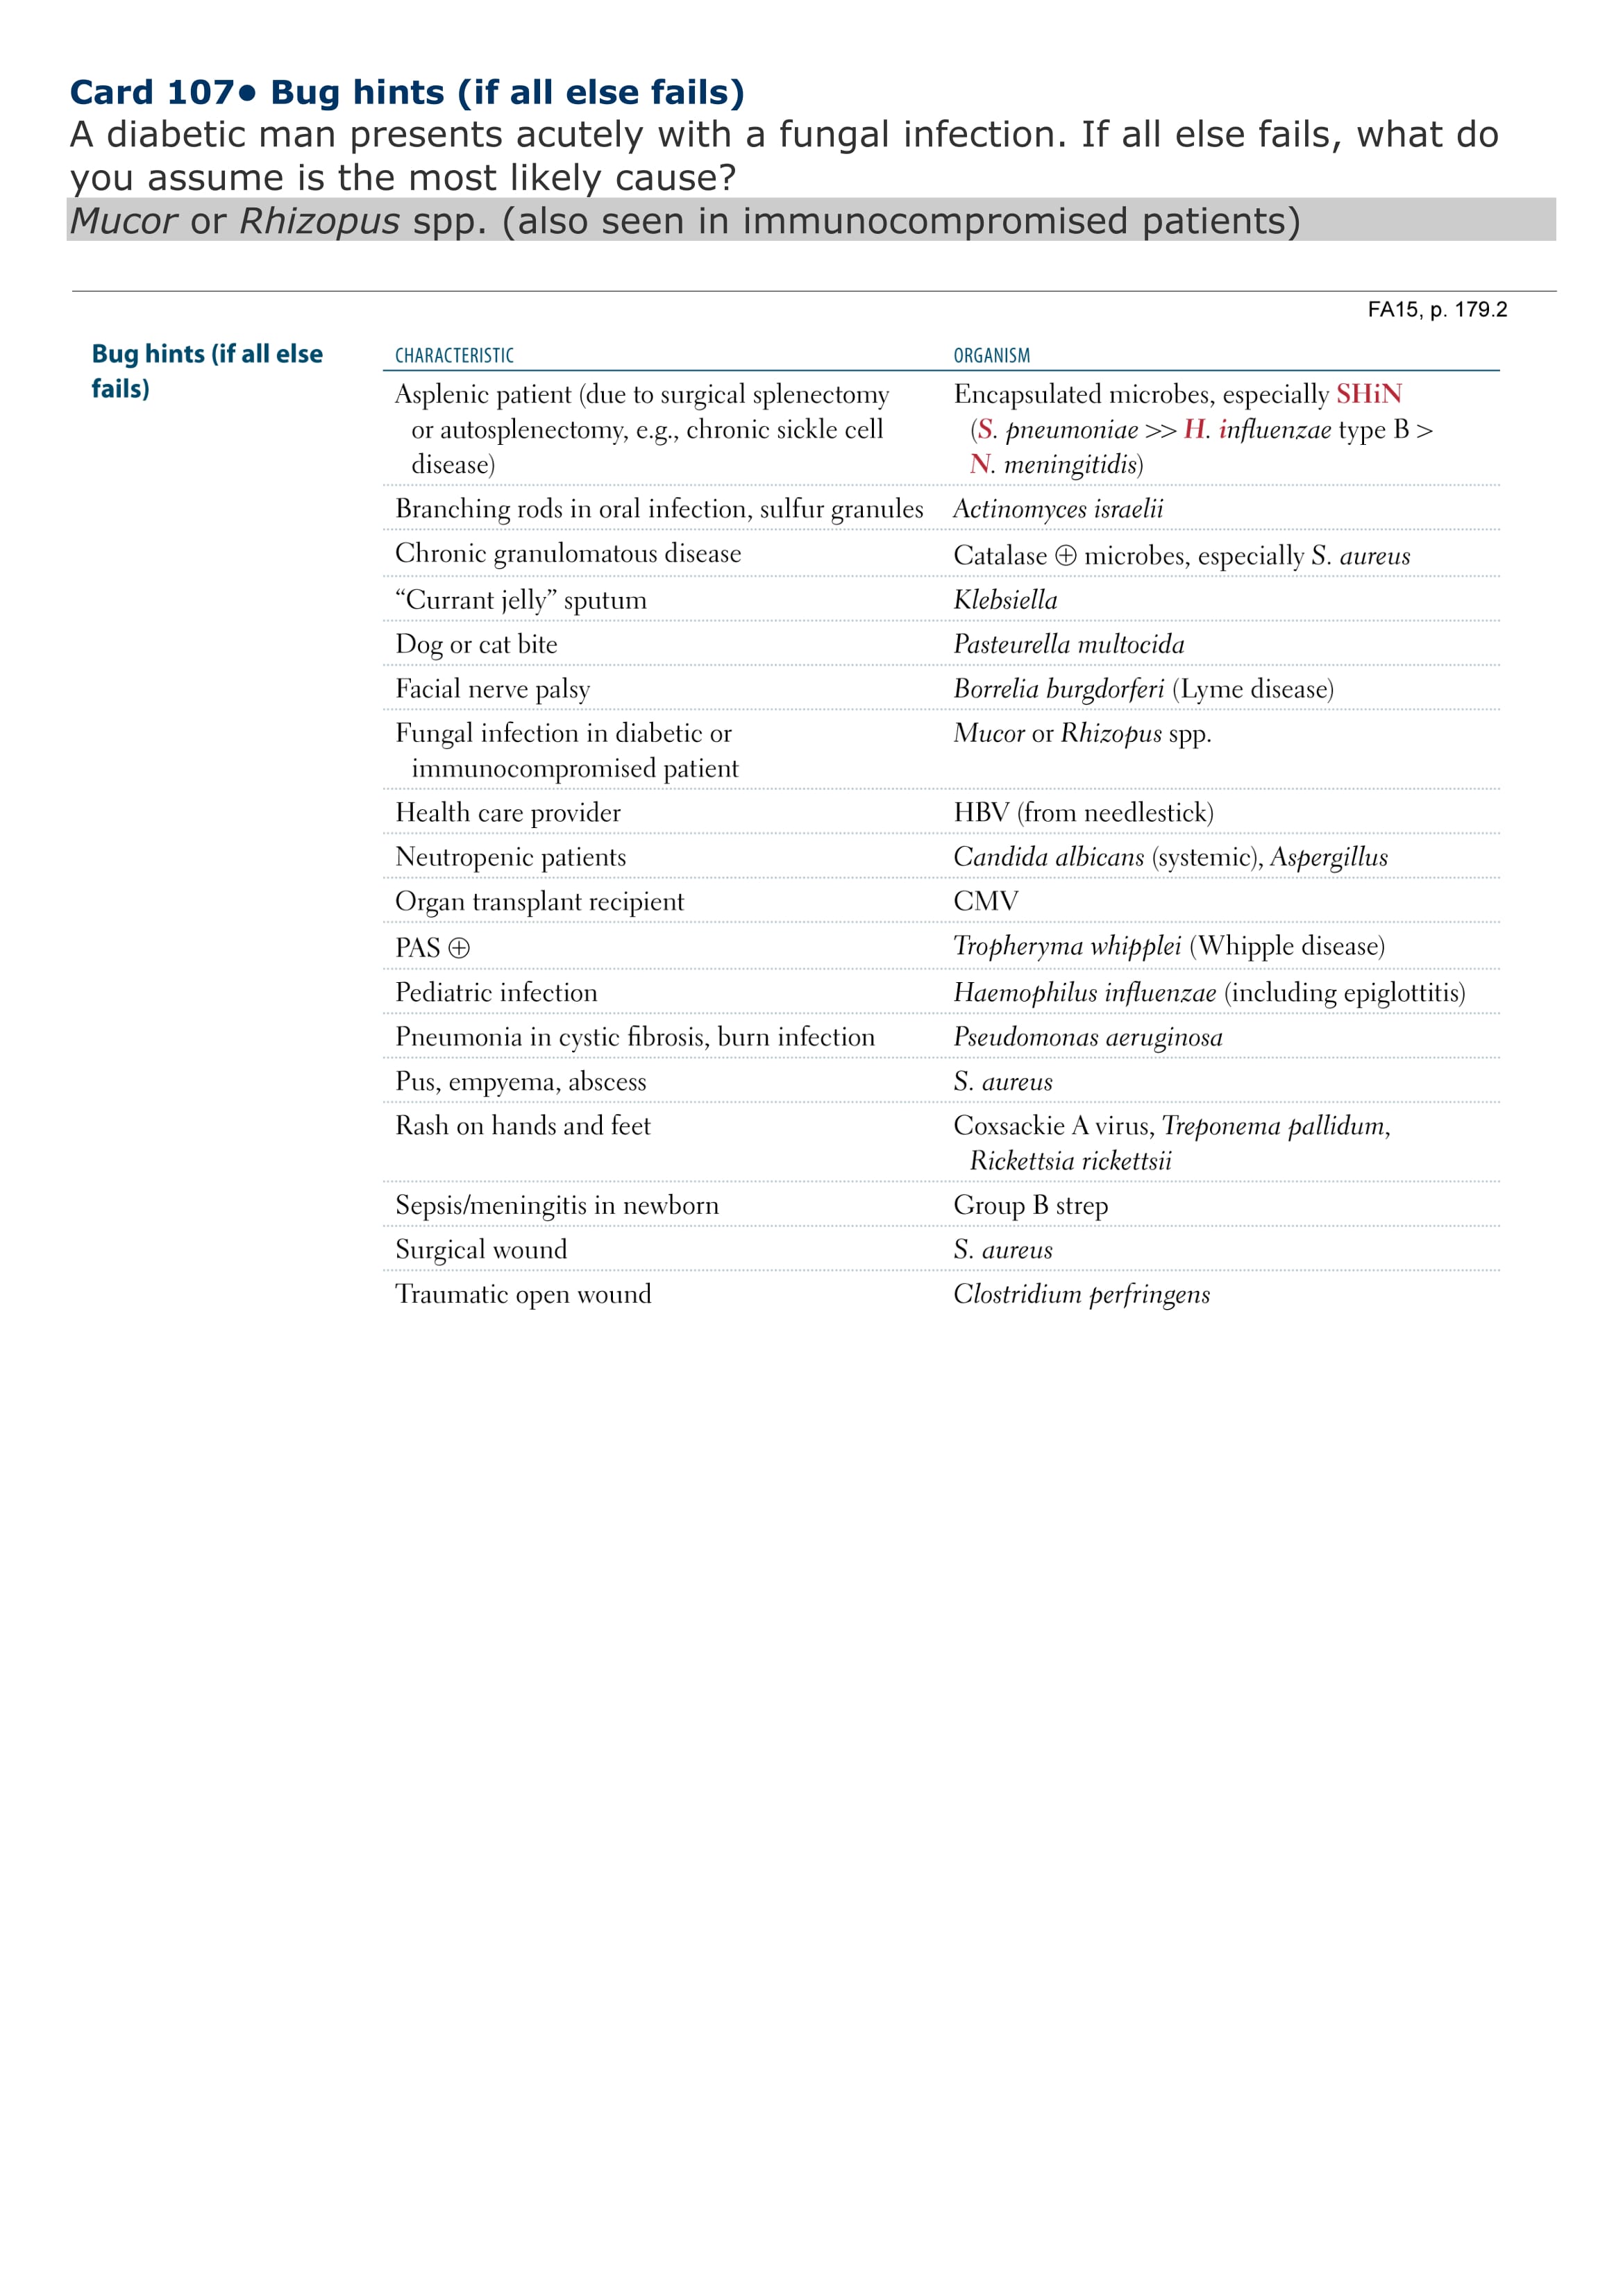 Card 107● Bug hints (if all else fails)
A diabetic man presents acutely with a fungal infection. If all else fails, what do
you assume is the most likely cause?
Mucor or Rhizopus spp. (also seen in immunocompromised patients)
FA15, p. 179.2
Bug hints (if all else
fails)
CHARACTERISTIC ORGANISM
Asplenic patient (due to surgical splenectomy
or autosplenectomy, e.g., chronic sickle cell
disease)
Encapsulated microbes, especially SHiN
(S. pneumoniae >> H. influenzae type B >
N. meningitidis)
Branching rods in oral infection, sulfur granules Actinomyces israelii
Chronic granulomatous disease Catalase ⊕ microbes, especially S. aureus
“Currant jelly” sputum Klebsiella
Dog or cat bite Pasteurella multocida
Facial nerve palsy Borrelia burgdorferi (Lyme disease)
Fungal infection in diabetic or
immunocompromised patient
Mucor or Rhizopus spp.
Health care provider HBV (from needlestick)
Neutropenic patients Candida albicans (systemic), Aspergillus
Organ transplant recipient CMV
PAS ⊕ Tropheryma whipplei (Whipple disease)
Pediatric infection Haemophilus influenzae (including epiglottitis)
Pneumonia in cystic fibrosis, burn infection Pseudomonas aeruginosa
Pus, empyema, abscess S. aureus
Rash on hands and feet Coxsackie A virus, Treponema pallidum,
Rickettsia rickettsii
Sepsis/meningitis in newborn Group B strep
Surgical wound S. aureus
Traumatic open wound Clostridium perfringens